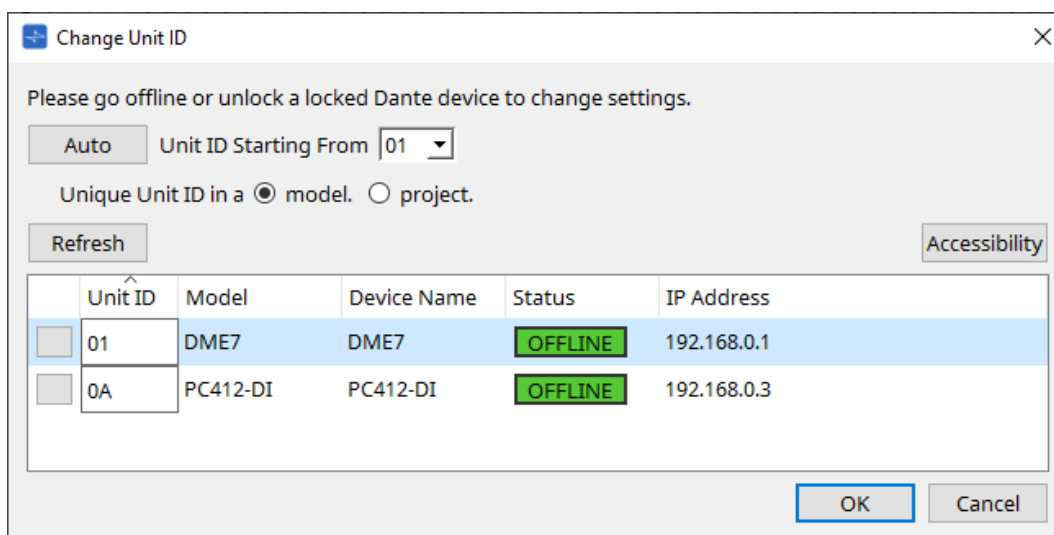 Change Unit ID
Please go offline or unlock a locked Dante device to change settings.
Auto Unit ID Starting From 01
Unique Unit ID in a model. project.
Refresh Accessibility
Unit ID Model Device Name Status IP Address
01 DME7 DME7 OFFLINE 192.168.0.1
0A PC412-DI PC412-DI OFFLINE 192.168.0.3
OK Cancel